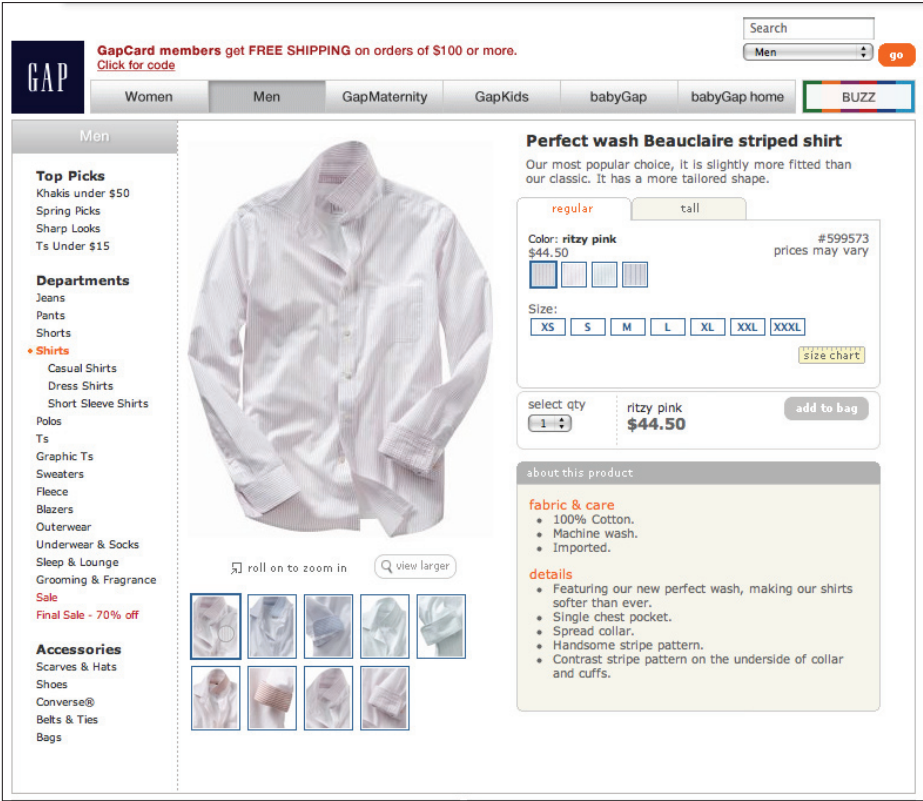 Search
GapCard members get FREE SHIPPING on orders of $100 or more.
Click for code
Men
go
GAP
Women
Men
GapMaternity
GapKids
babyGap
babyGap home
BUZZ
Men
Top Picks
Khakis under $50
Spring Picks
Sharp Looks
Ts Under $15
Departments
Jeans
Pants
Shorts
Shirts
Casual Shirts
Dress Shirts
Short Sleeve Shirts
Polos
Ts
Graphic Ts
Sweaters
Fleece
Blazers
Outerwear
Underwear & Socks
Sleep & Lounge
Grooming & Fragrance
Sale
Final Sale - 70% off
Accessories
Scarves & Hats
Shoes
Converse®
Belts & Ties
Bags
roll on to zoom in
view larger
Perfect wash Beauclaire striped shirt
Our most popular choice, it is slightly more fitted than
our classic. It has a more tailored shape.
regular
tall
Color: ritzy pink
#599573
$44.50
prices may vary
Size:
XS S M L XL XXL XXXL
size chart
select qty
1
ritzy pink
$44.50
add to bag
about this product
fabric & care
• 100% Cotton.
• Machine wash.
• Imported.
details
• Featuring our new perfect wash, making our shirts
softer than ever.
• Single chest pocket.
• Spread collar.
• Handsome stripe pattern.
• Contrast stripe pattern on the underside of collar
and cuffs.